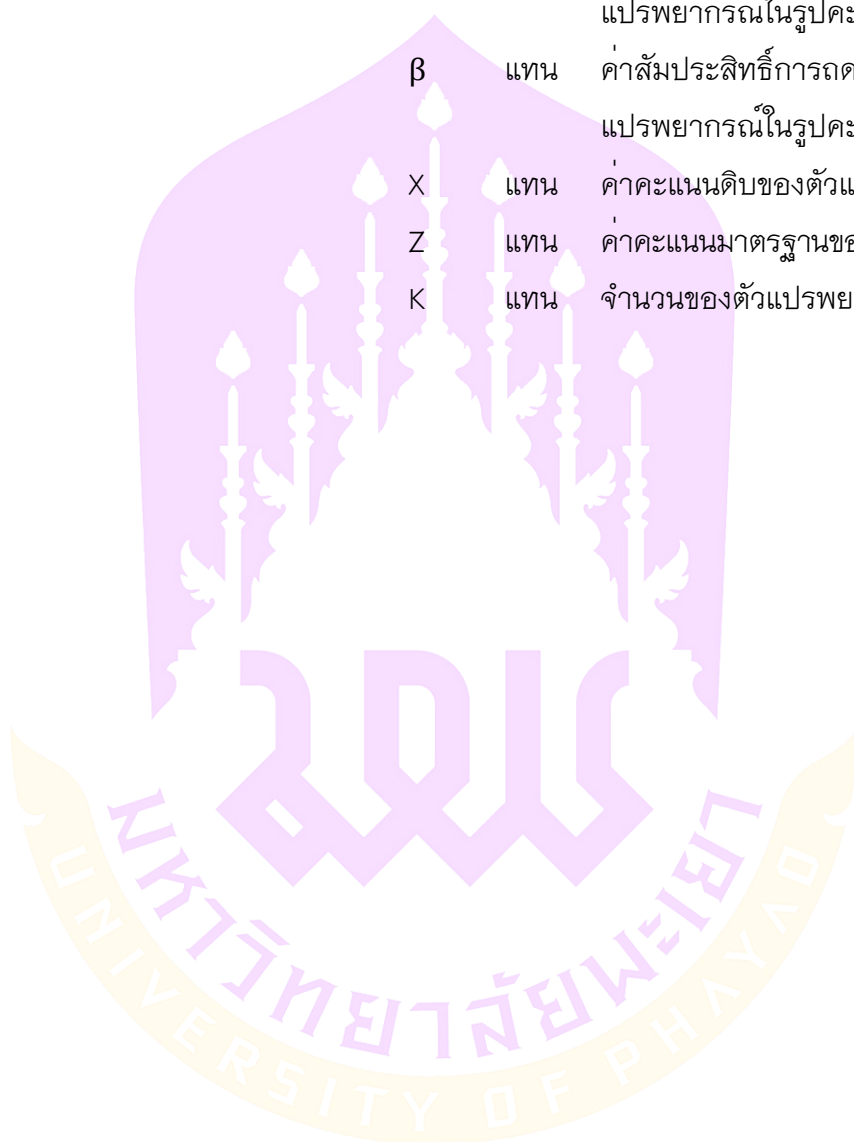 แปรพยากรณในรูปคะ
β แทน ค่าสัมประสิทธิ์การถด
แปรพยากรณ์ในรูปคะ
X แทน ค่าคะแนนดิบของตัวแ
Z แทน ค่าคะแนนมาตรฐานขอ
K แทน จำนวนของตัวแปรพย
มหาวิทยาลัยพะเยา
UNIVERSITY OF PHAYAO